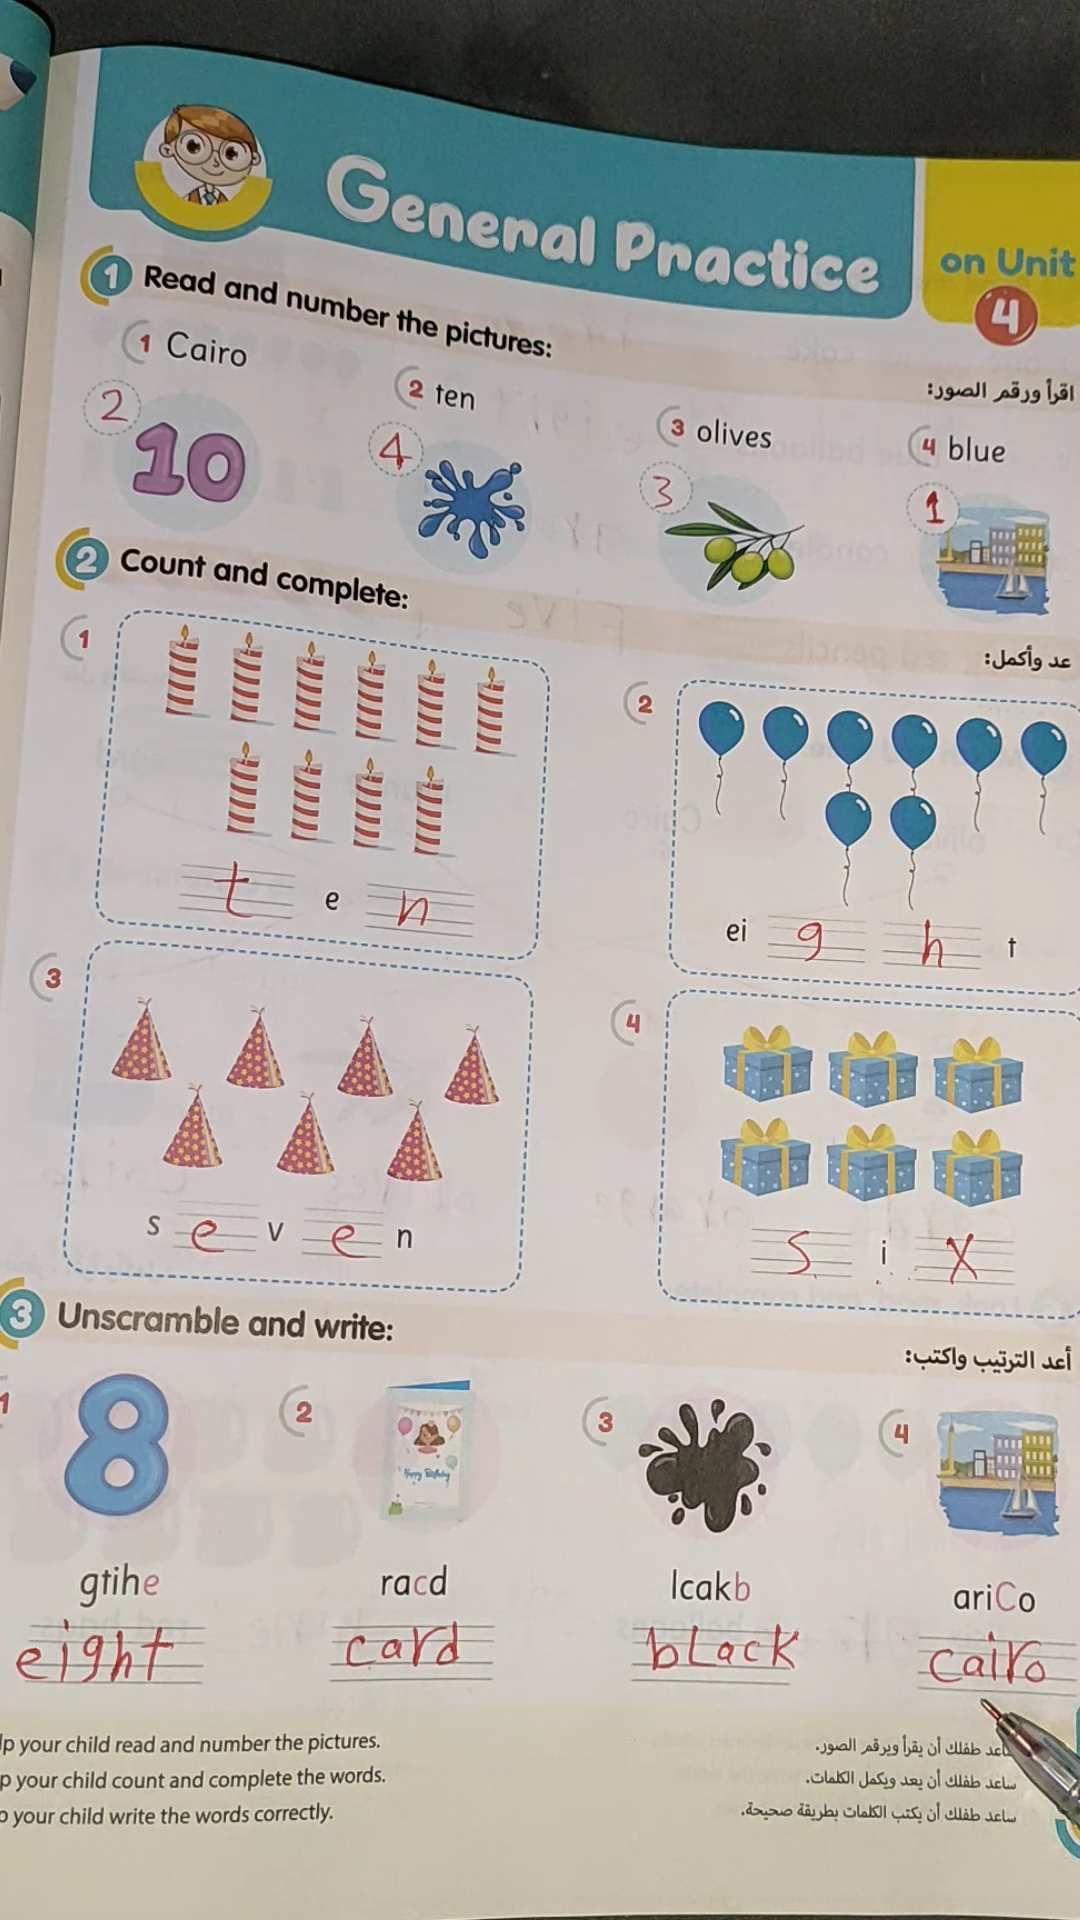 General Practice
on Unit
4
1 Read and number the pictures:
اقرأ ورقم الصور:
1 Cairo
2 ten
3 olives
4 blue
2
4
3
1
10
2 Count and complete:
عد وأكمل:
1
2
t e n
ei g h t
3
4
s e v e n
s i x
3 Unscramble and write:
أعد الترتيب واكتب:
1
2
3
4
8
Happy Birthday
gtihe
racd
lcakb
ariCo
eight
card
bLack
cairo
lp your child read and number the pictures.
اعد طفلك أن يقرأ ويرقم الصور.
p your child count and complete the words.
ساعد طفلك أن يعد ويكمل الكلمات.
p your child write the words correctly.
ساعد طفلك أن يكتب الكلمات بطريقة صحيحة.